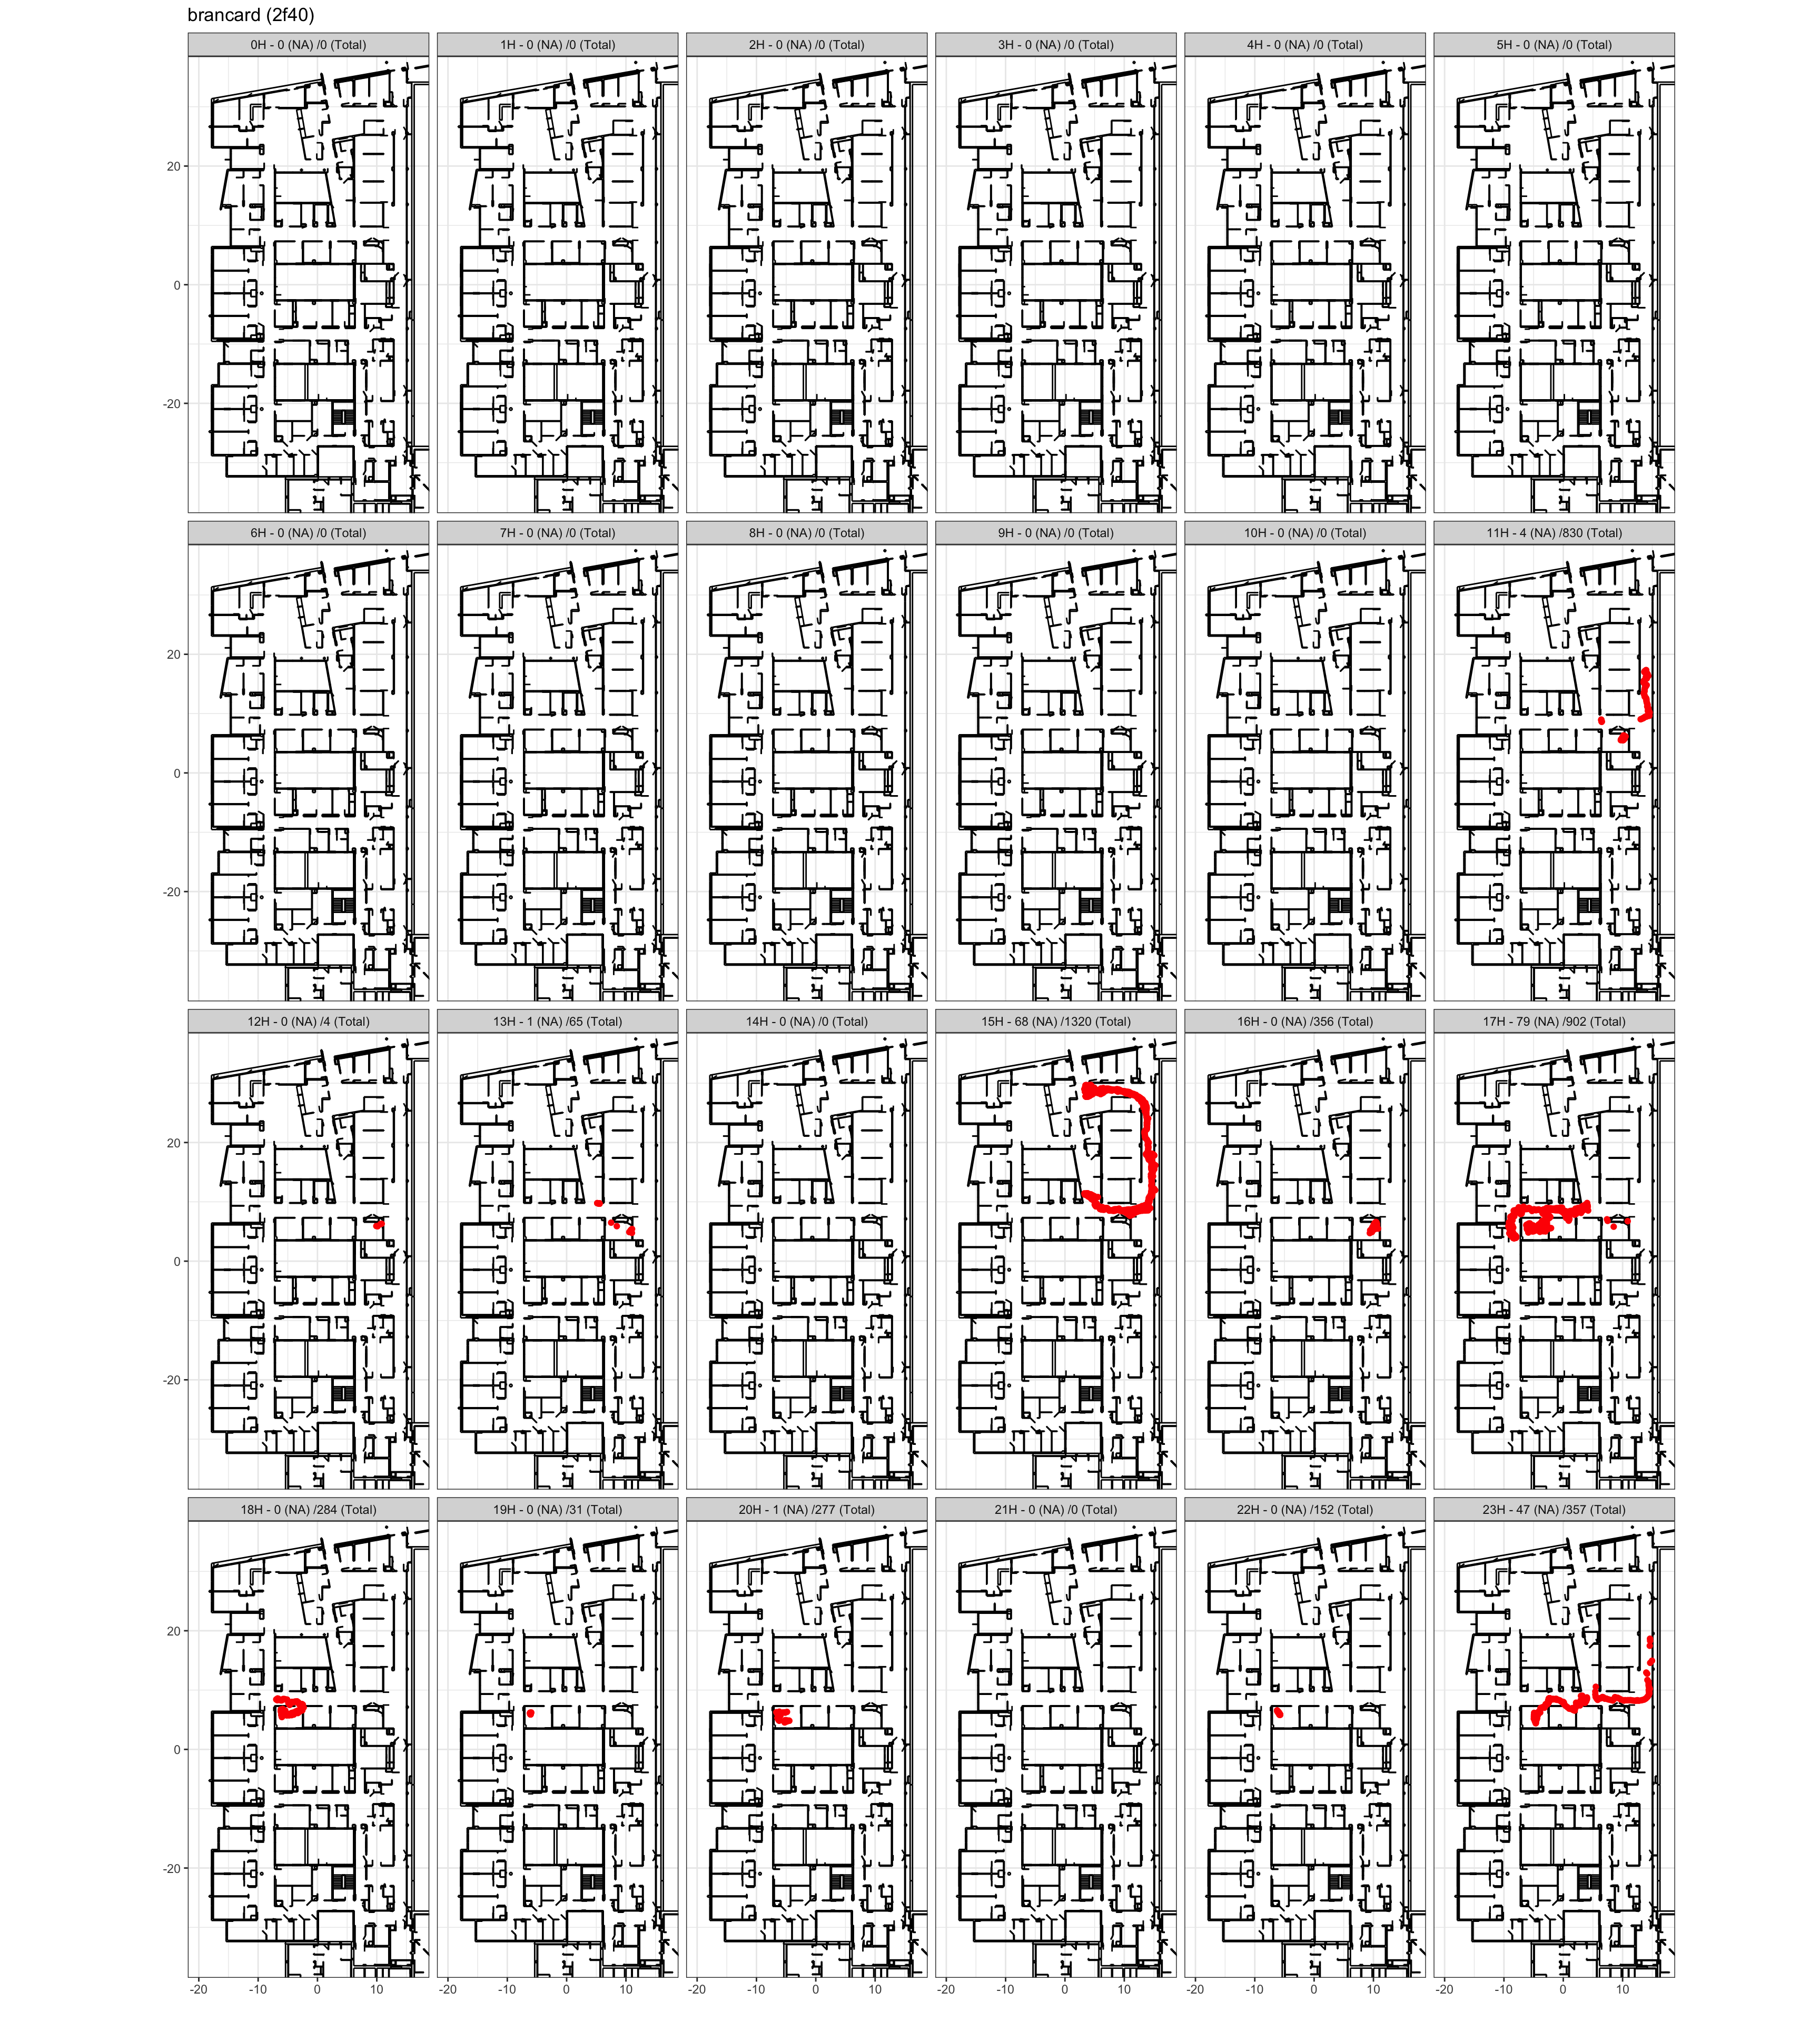 brancard (2f40)
0H - 0 (NA) /0 (Total)
1H - 0 (NA) /0 (Total)
2H - 0 (NA) /0 (Total)
3H - 0 (NA) /0 (Total)
4H - 0 (NA) /0 (Total)
5H - 0 (NA) /0 (Total)
20
0
-20
6H - 0 (NA) /0 (Total)
7H - 0 (NA) /0 (Total)
8H - 0 (NA) /0 (Total)
9H - 0 (NA) /0 (Total)
10H - 0 (NA) /0 (Total)
11H - 4 (NA) /830 (Total)
20
0
-20
12H - 0 (NA) /4 (Total)
13H - 1 (NA) /65 (Total)
14H - 0 (NA) /0 (Total)
15H - 68 (NA) /1320 (Total)
16H - 0 (NA) /356 (Total)
17H - 79 (NA) /902 (Total)
20
0
-20
18H - 0 (NA) /284 (Total)
19H - 0 (NA) /31 (Total)
20H - 1 (NA) /277 (Total)
21H - 0 (NA) /0 (Total)
22H - 0 (NA) /152 (Total)
23H - 47 (NA) /357 (Total)
20
0
-20
-20 -10 0 10
-20 -10 0 10
-20 -10 0 10
-20 -10 0 10
-20 -10 0 10
-20 -10 0 10